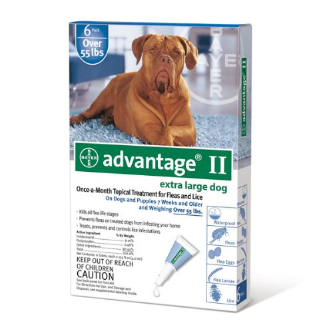 6 Pack
Over
55 lbs
BAYER
BAYER
advantage® II
extra large dog
Once-a-Month Topical Treatment for Fleas and Lice
On Dogs and Puppies 7 Weeks and Older
and Weighing Over 55 lbs.
• Kills all flea life stages
• Prevents fleas on treated dogs from infesting your home
• Treats, prevents and controls lice infestations
KEEP OUT OF REACH
OF CHILDREN
CAUTION
Waterproof
Fleas
Flea Eggs
Flea Larvae
Lice